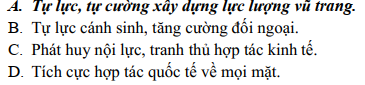 A. Tự lực, tự cường xây dựng lực lượng vũ trang.
B. Tự lực cánh sinh, tăng cường đối ngoại.
C. Phát huy nội lực, tranh thủ hợp tác kinh tế.
D. Tích cực hợp tác quốc tế về mọi mặt.